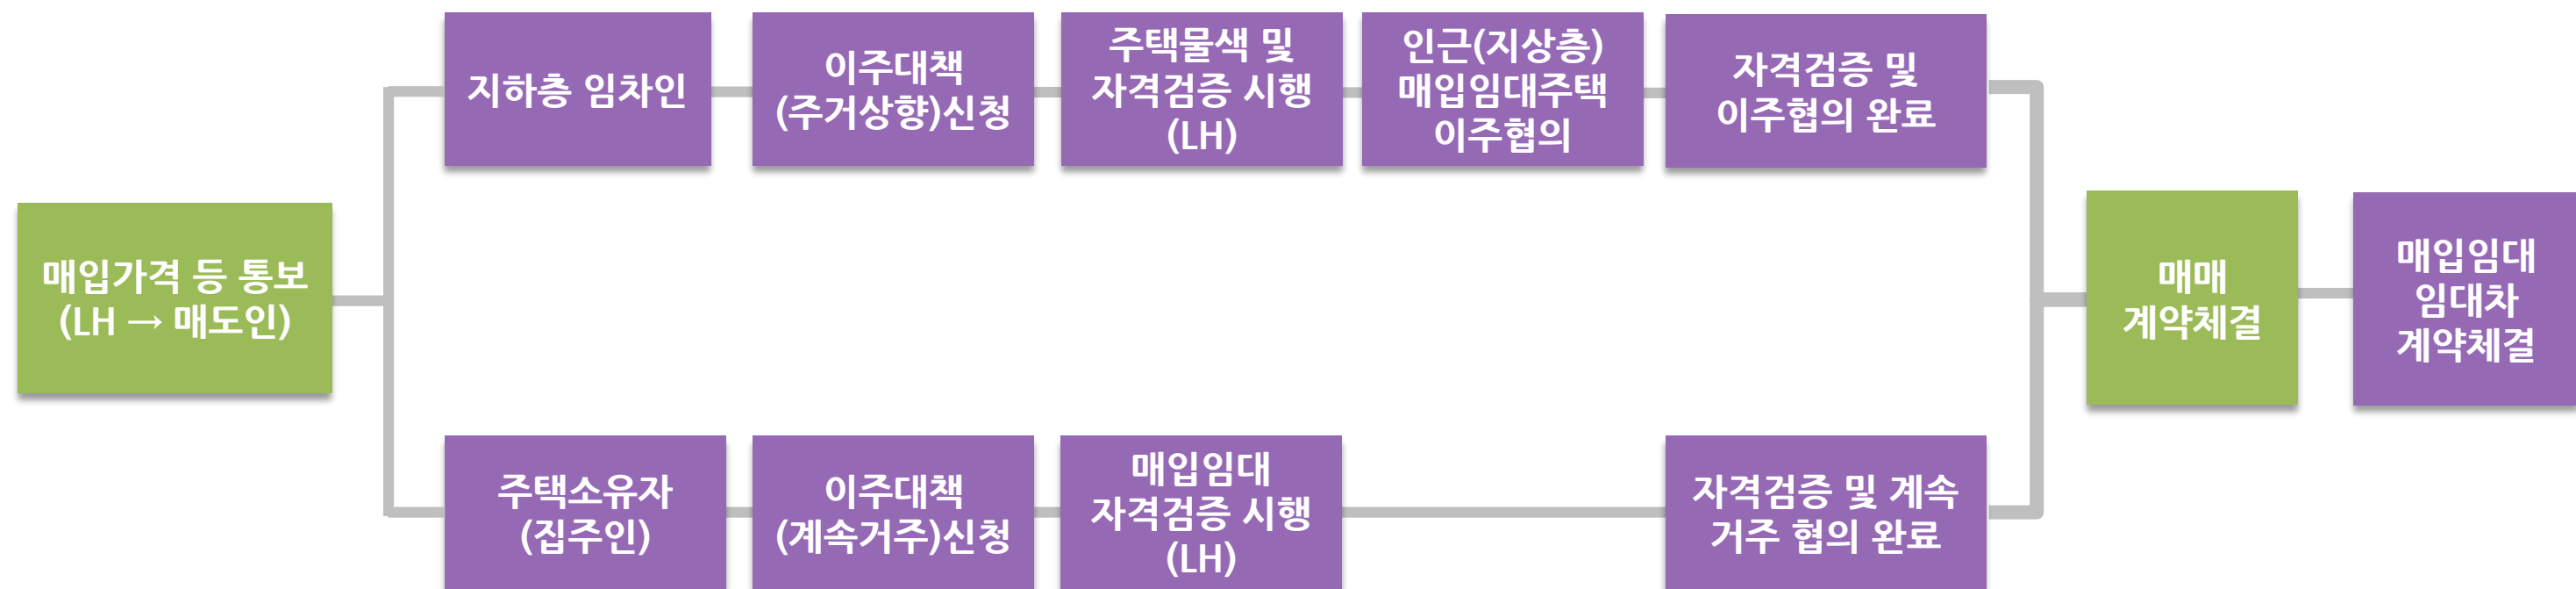 매입가격 등 통보
(LH → 매도인)
지하층 임차인
이주대책
(주거상향)신청
주택물색 및
자격검증 시행
(LH)
인근(지상층)
매입임대주택
이주협의
자격검증 및
이주협의 완료
주택소유자
(집주인)
이주대책
(계속거주)신청
매입임대
자격검증 시행
(LH)
자격검증 및 계속
거주 협의 완료
매매
계약체결
매입임대
임대차
계약체결